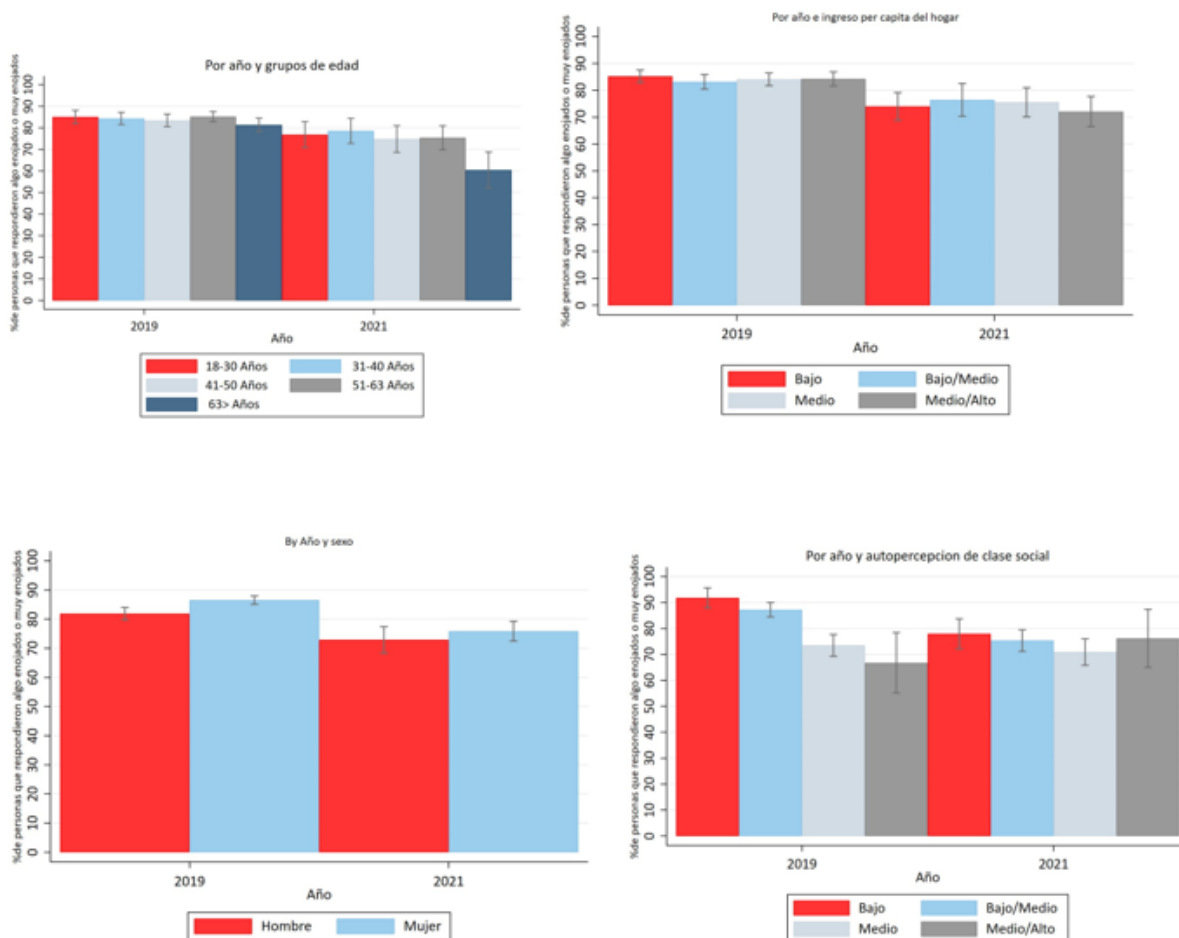 Por año y grupos de edad
%de personas que respondieron algo enojados o muy enojados
100
90
80
70
60
50
40
30
20
10
0
2019 2021
Año
18-30 Años 31-40 Años
41-50 Años 51-63 Años
63> Años
Por año e ingreso per capita del hogar
%de personas que respondieron algo enojados o muy enojados
100
90
80
70
60
50
40
30
20
10
0
2019 2021
Año
Bajo Bajo/Medio
Medio Medio/Alto
By Año y sexo
%de personas que respondieron algo enojados o muy enojados
100
90
80
70
60
50
40
30
20
10
0
2019 2021
Año
Hombre Mujer
Por año y autopercepcion de clase social
%de personas que respondieron algo enojados o muy enojados
100
90
80
70
60
50
40
30
20
10
0
2019 2021
Año
Bajo Bajo/Medio
Medio Medio/Alto